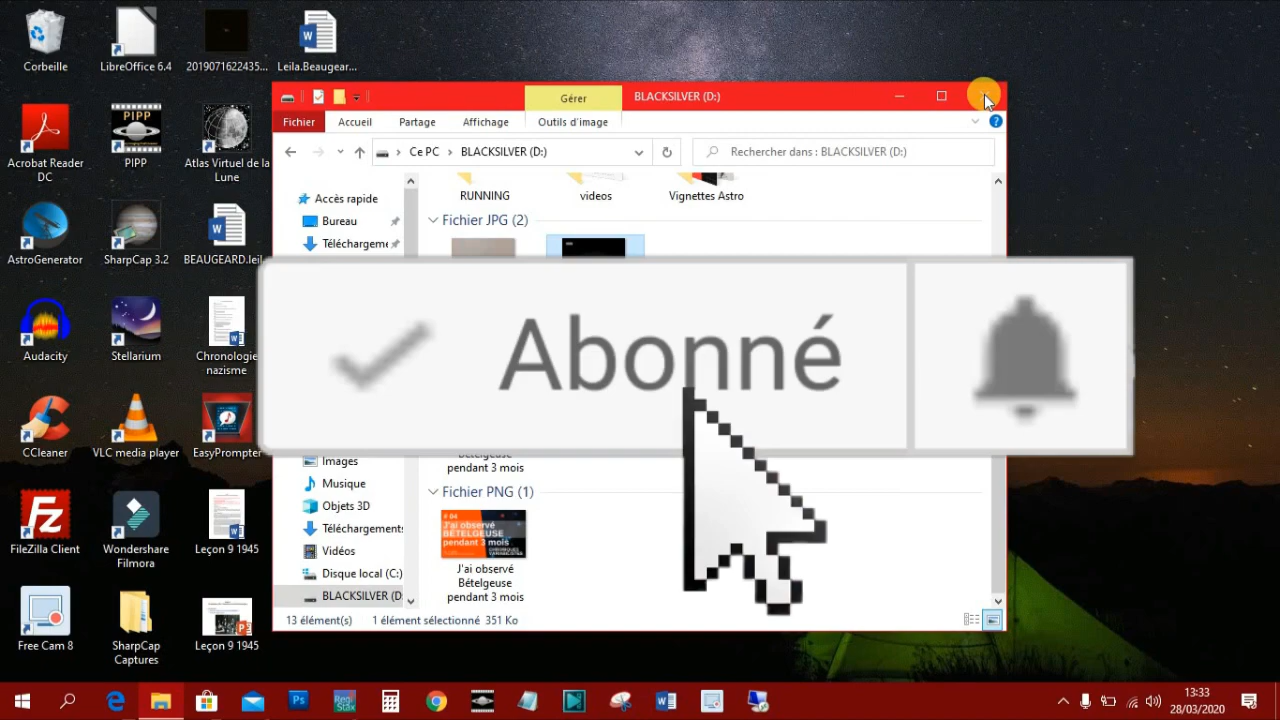 Corbeille
LibreOffice 6.4
2019071622435...
Leila.Beaugear...
Acrobat Reader
DC
PIPP
Atlas Virtuel de la
Lune
AstroGenerator
SharpCap 3.2
BEAUGEARD.leil
Audacity
Stellarium
Chronologie
nazisme
CCleaner
VLC media player
EasyPrompter
FileZilla Client
Wondershare
Filmora
Leçon 9 1945
Free Cam 8
SharpCap
Captures
Leçon 9 1945
Gérer
BLACKSILVER (D:)
Fichier
Accueil
Partage
Affichage
Outils d'image
Ce PC
BLACKSILVER (D:)
Rechercher dans : BLACKSILVER (D:)
Accès rapide
Bureau
Téléchargeme
RUNNING
videos
Vignettes Astro
Fichier JPG (2)
Abonné
Images
Musique
Objets 3D
Téléchargements
Vidéos
Disque local (C:)
BLACKSILVER (D:
Bételgeuse
pendant 3 mois
Fichier PNG (1)
# 04
J'ai observé
BÉTELGEUSE
pendant 3 mois
J'ai observé
Bételgeuse
pendant 3 mois
13 élément(s)
1 élément sélectionné 351 Ko
Ps
13:33
28/03/2020